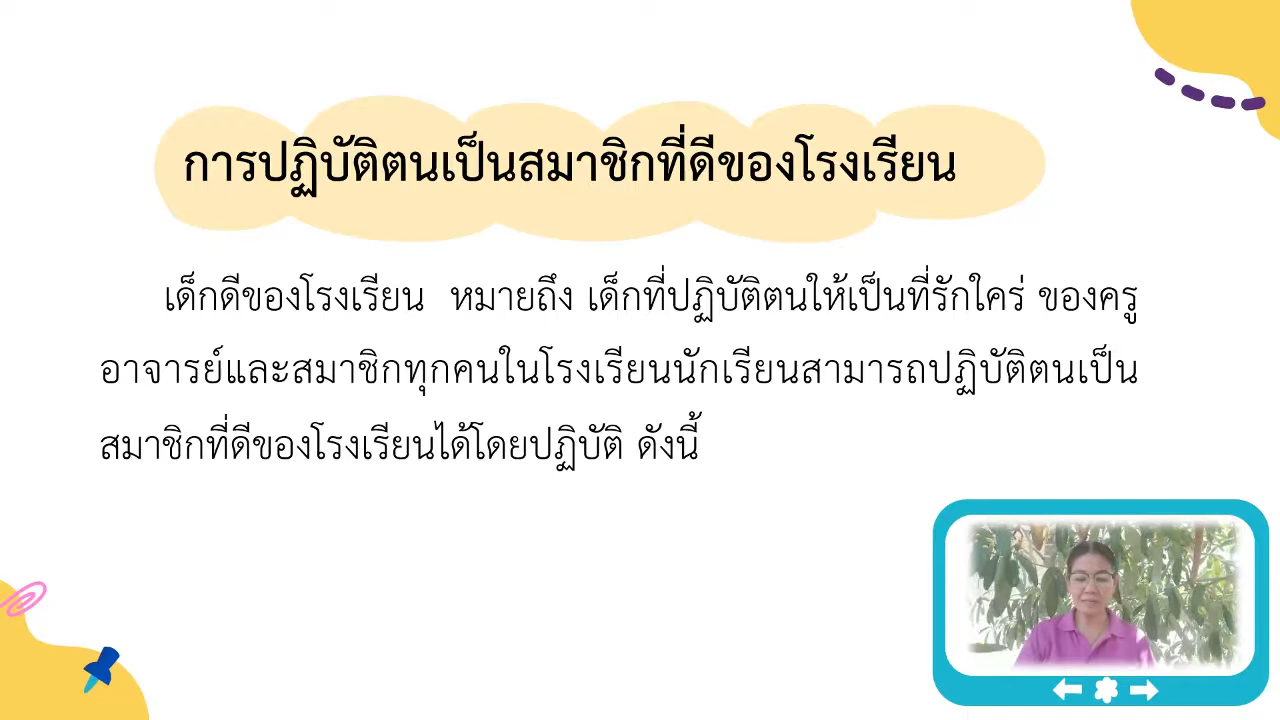 การปฏิบัติตนเป็นสมาชิกที่ดีของโรงเรียน
เด็กดีของโรงเรียน หมายถึง เด็กที่ปฏิบัติตนให้เป็นที่รักใคร่ ของครู
อาจารย์และสมาชิกทุกคนในโรงเรียนนักเรียนสามารถปฏิบัติตนเป็น
สมาชิกที่ดีของโรงเรียนได้โดยปฏิบัติ ดังนี้